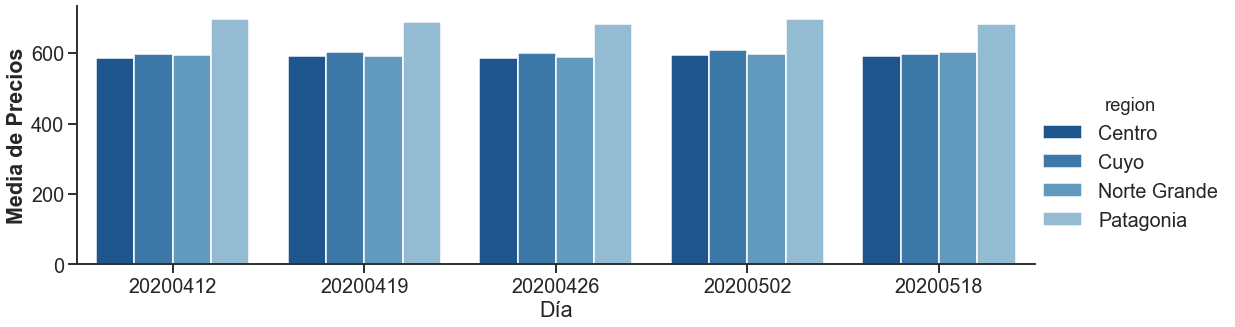 Media de Precios
600
400
200
0
20200412
20200419
20200426
20200502
20200518
Día
region
Centro
Cuyo
Norte Grande
Patagonia